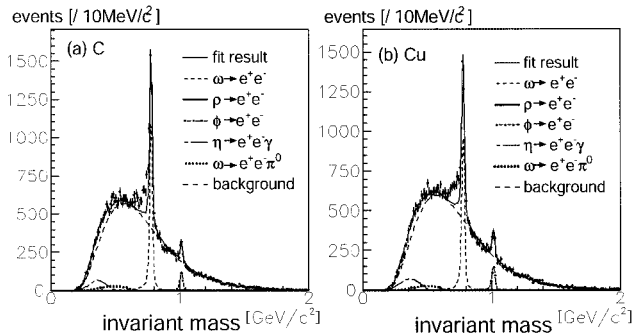 events [/ 10MeV/c²]
(a) C
fit result
ω→e⁺e⁻
ρ→e⁺e⁻
ϕ→e⁺e⁻
η→e⁺e⁻γ
ω→e⁺e⁻π⁰
background
1500
1250
1000
750
500
250
0
0 1 2
invariant mass [GeV/c²]
events [/ 10MeV/c²]
(b) Cu
fit result
ω→e⁺e⁻
ρ→e⁺e⁻
ϕ→e⁺e⁻
η→e⁺e⁻γ
ω→e⁺e⁻π⁰
background
1500
1250
1000
750
500
250
0
0 1 2
invariant mass [GeV/c²]